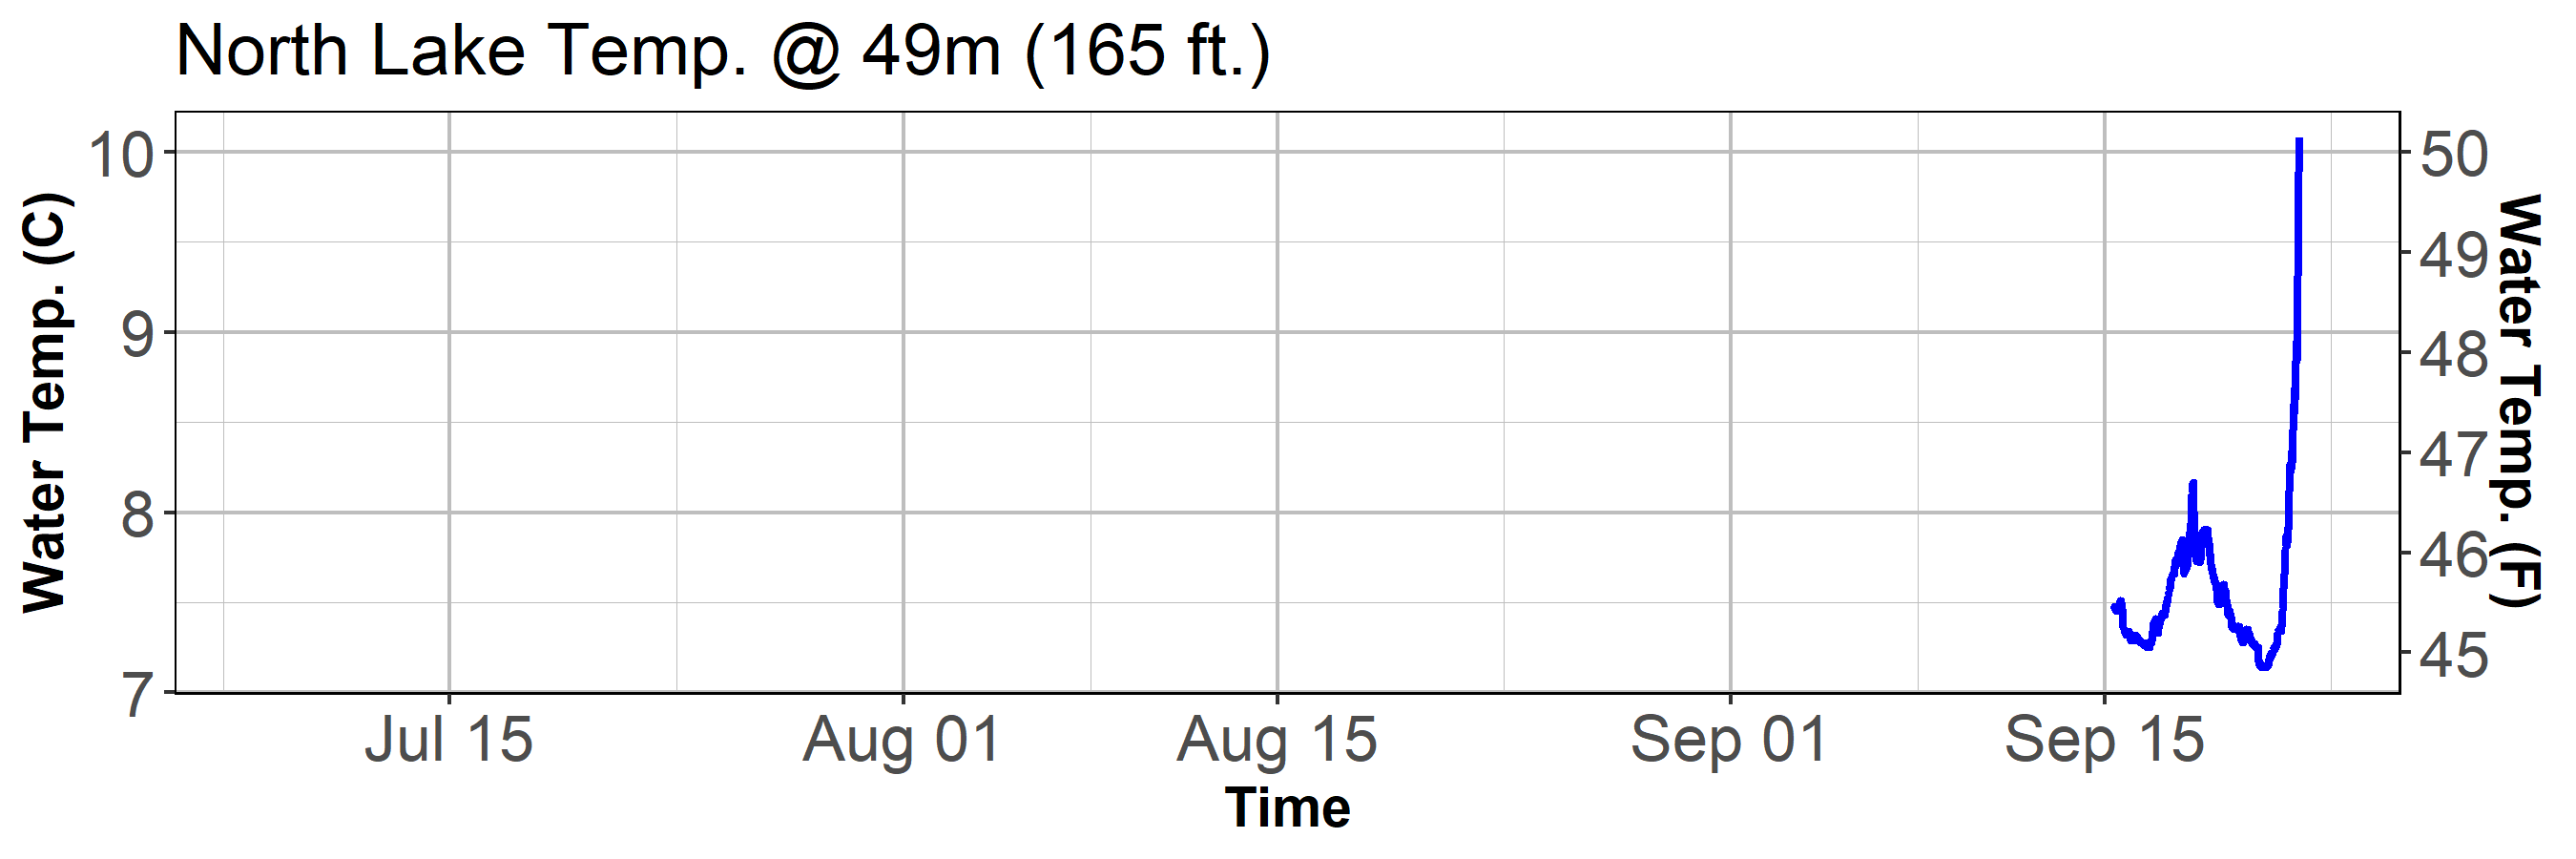 North Lake Temp. @ 49m (165 ft.)
Water Temp. (C)
10
9
8
7
50
49
48
47
46
45
Water Temp. (F)
Jul 15
Aug 01
Aug 15
Sep 01
Sep 15
Time